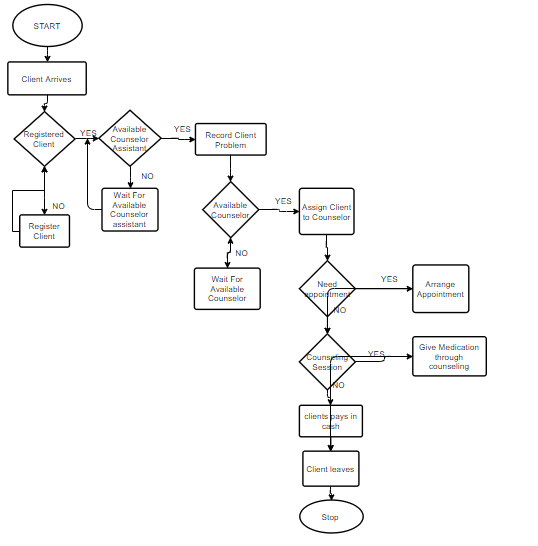 START
Client Arrives
Registered
Client
YES
Available
Counselor
Assistant
YES
Record Client
Problem
NO
NO
Register
Client
Wait For
Available
Counselor
assistant
Available
Counselor
YES
Assign Client
to Counselor
NO
Wait For
Available
Counselor
Need
appointment
YES
Arrange
Appointment
NO
Counseling
Session
YES
Give Medication
through
counseling
NO
clients pays in
cash
Client leaves
Stop